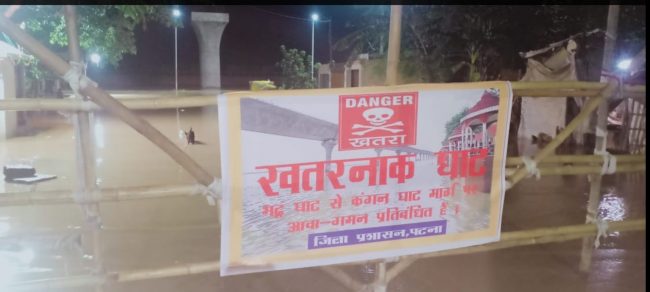 DANGER
खतरा
खतरनाक घाट
भद्र घाट से कंगन घाट मार्ग पर
आवा-गमन प्रतिबंचित है ।
जिला प्रशासन, पटना